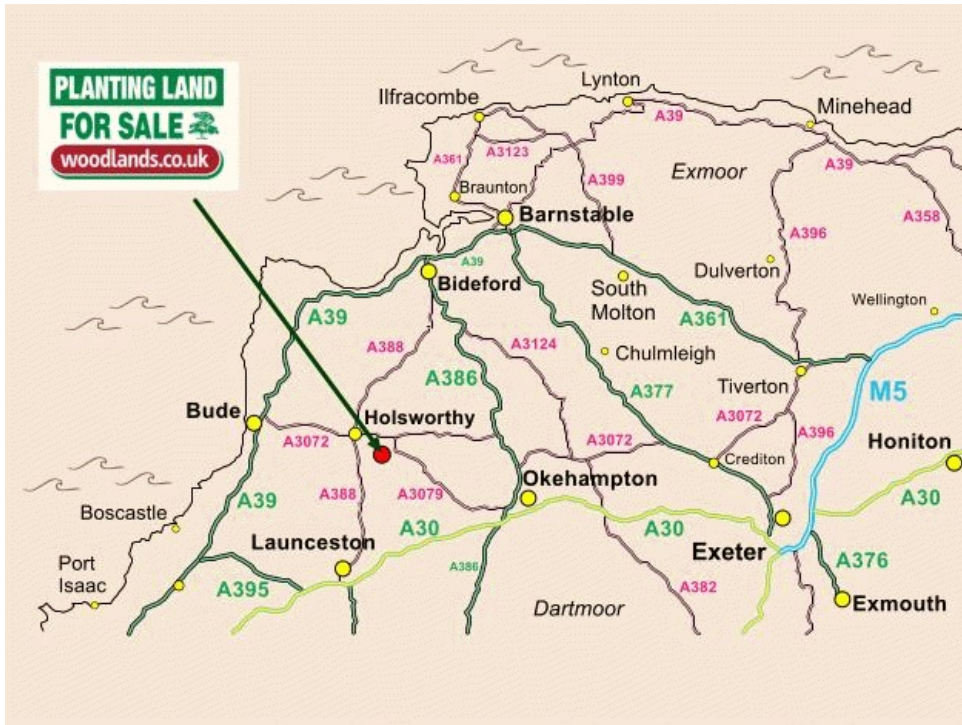 PLANTING LAND
FOR SALE
woodlands.co.uk
Ilfracombe
Lynton
Minehead
A39
A361
A3123
A399
Exmoor
A39
Braunton
A358
Barnstable
A396
A39
Bideford
South
Molton
Dulverton
Wellington
A39
A388
A3124
A361
Chulmleigh
A386
A377
Tiverton
M5
Bude
Holsworthy
A3072
A3072
A3072
A396
Honiton
Crediton
A39
A388
A3079
Okehampton
A30
Boscastle
A30
A30
Launceston
Exeter
Port
Isaac
A395
A386
A382
A376
Dartmoor
Exmouth